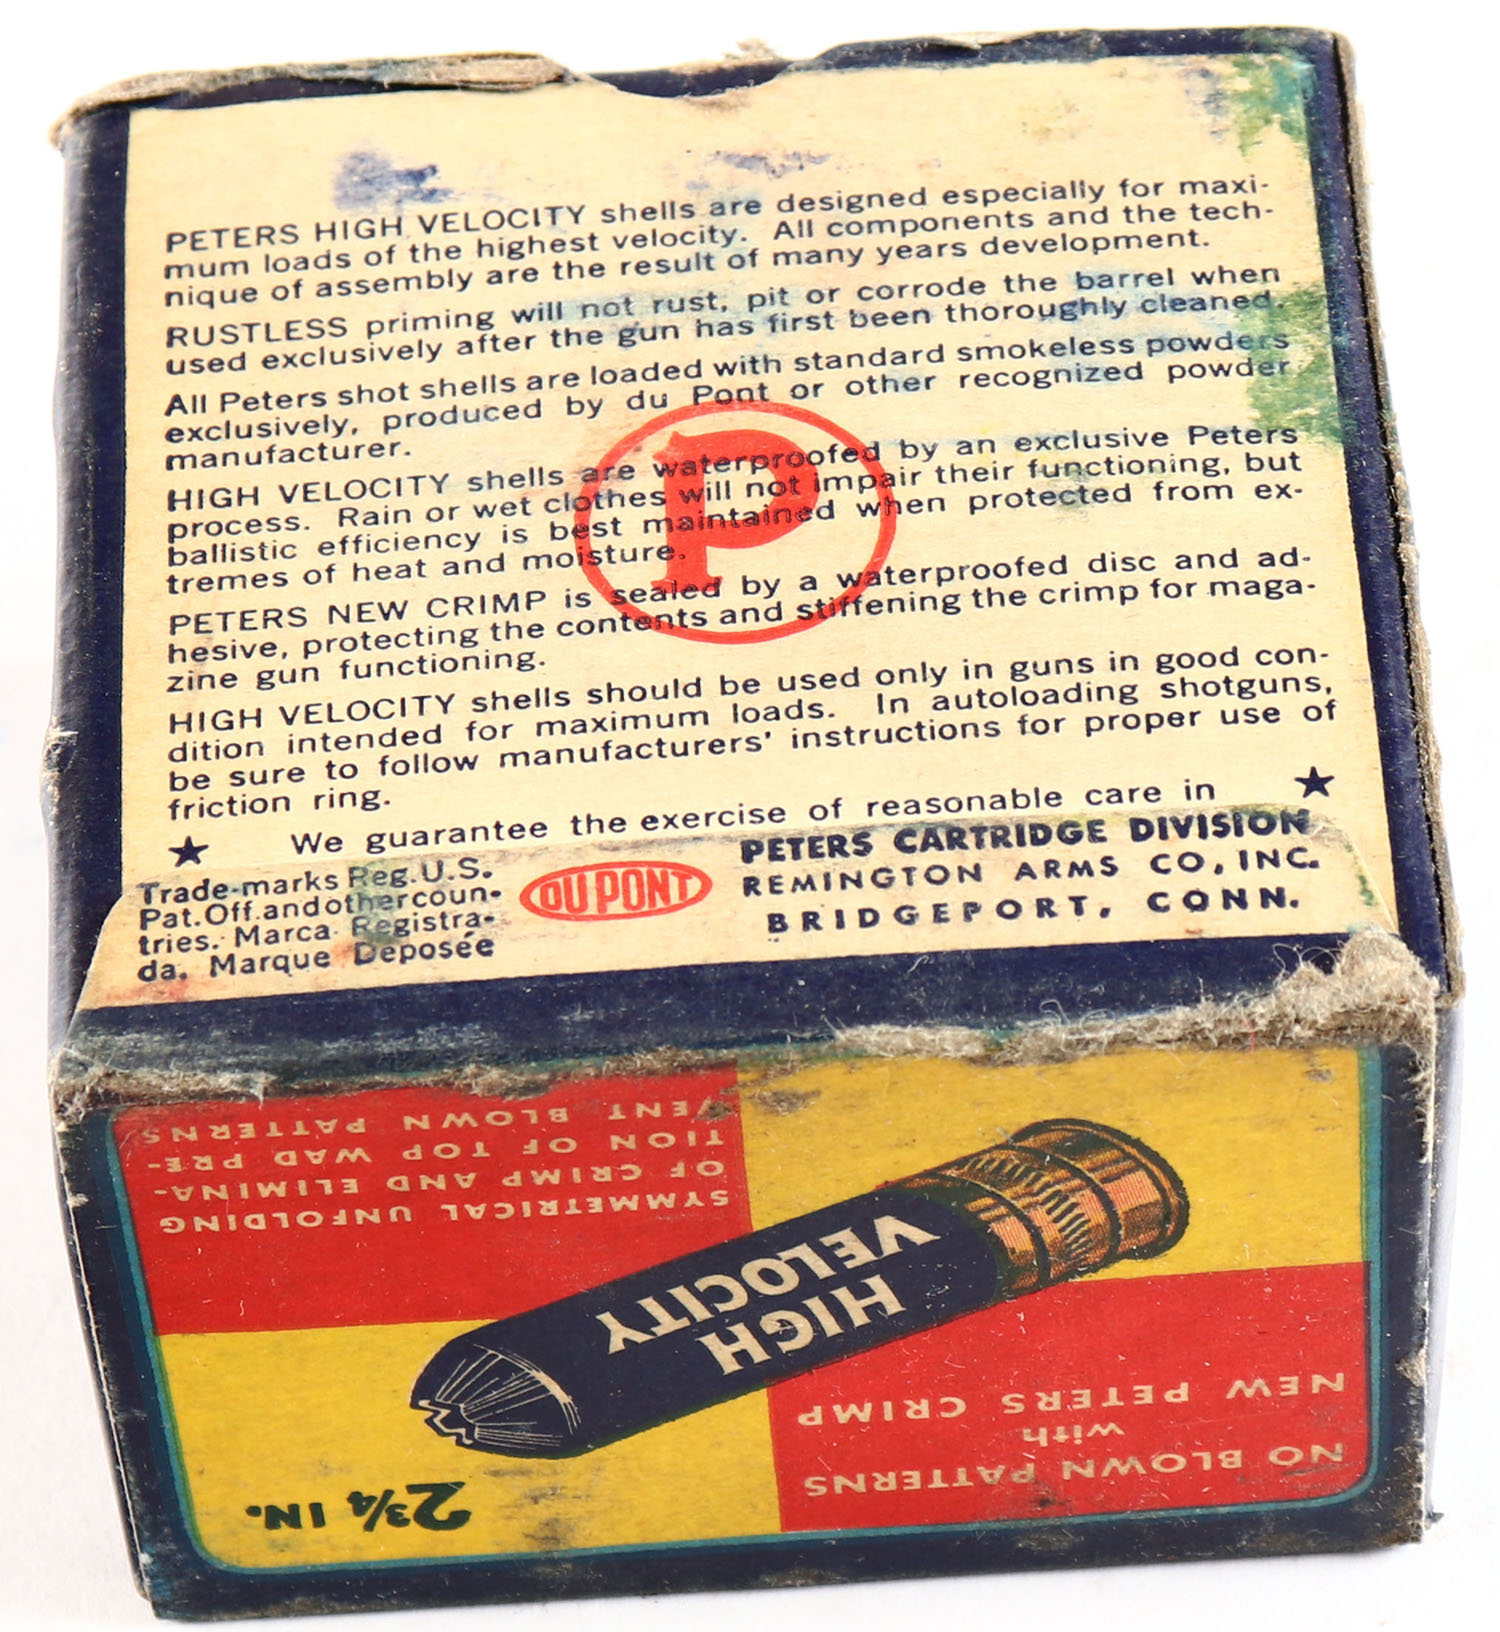 PETERS HIGH VELOCITY shells are designed especially for maxi-
mum loads of the highest velocity. All components and the tech-
nique of assembly are the result of many years development.
RUSTLESS priming will not rust, pit or corrode the barrel when
used exclusively after the gun has first been thoroughly cleaned.
All Peters shot shells are loaded with standard smokeless powders
exclusively, produced by du Pont or other recognized powder
manufacturer.
HIGH VELOCITY shells are waterproofed by an exclusive Peters
process. Rain or wet clothes will not impair their functioning, but
ballistic efficiency is best maintained when protected from ex-
tremes of heat and moisture.
P
PETERS NEW CRIMP is sealed by a waterproofed disc and ad-
hesive, protecting the contents and stiffening the crimp for maga-
zine gun functioning.
HIGH VELOCITY shells should be used only in guns in good con-
dition intended for maximum loads. In autoloading shotguns,
be sure to follow manufacturers' instructions for proper use of
friction ring.
★ We guarantee the exercise of reasonable care in ★
Trade-marks Reg. U.S.
Pat. Off. and other coun-
tries. Marca Registra-
da. Marque Deposée
DU PONT
PETERS CARTRIDGE DIVISION
REMINGTON ARMS CO, INC.
BRIDGEPORT, CONN.
NO BLOWN PATTERNS
with
NEW PETERS CRIMP
2¾ IN.
HIGH
VELOCITY
SYMMETRICAL UNFOLDING
OF CRIMP AND ELIMINA-
TION OF TOP WAD PRE-
VENT BLOWN PATTERNS